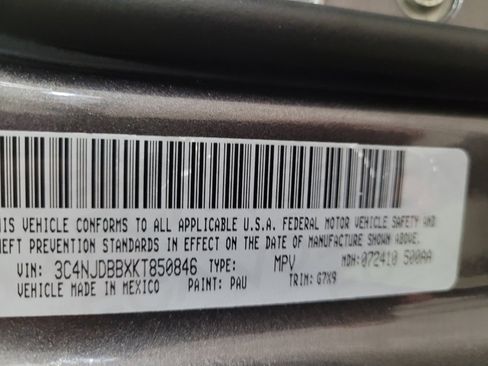 THIS VEHICLE CONFORMS TO ALL APPLICABLE U.S.A. FEDERAL MOTOR VEHICLE SAFETY AND
THEFT PREVENTION STANDARDS IN EFFECT ON THE DATE OF MANUFACTURE SHOWN ABOVE.
VIN: 3C4NJDBBXKT850846 TYPE: MPV MDH:072410 500AA
VEHICLE MADE IN MEXICO PAINT: PAU TRIM: G7X9